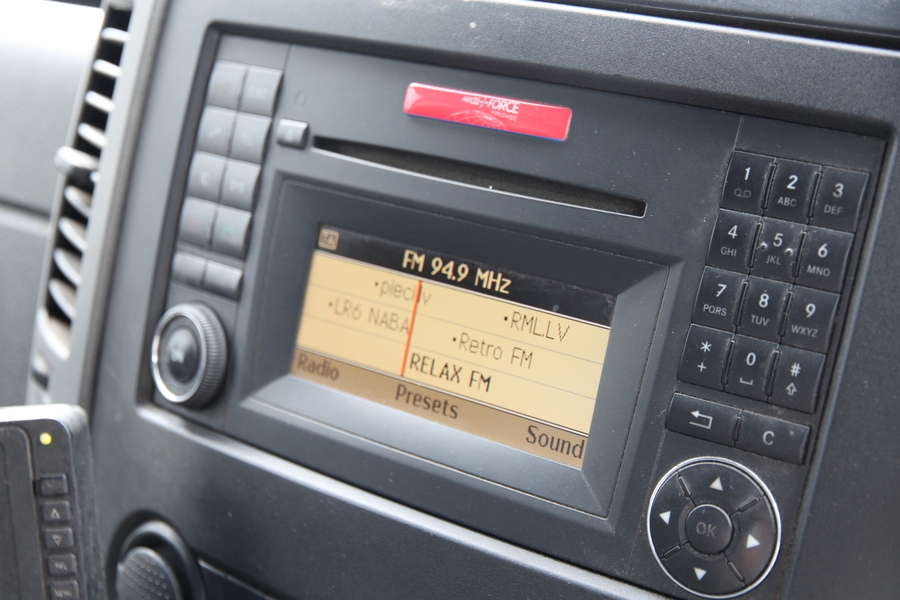 FORCE
FM 94.9 MHz
•pieci.lv
•RML.LV
•LR6 NABA
•Retro FM
RELAX FM
Radio
Presets
Sound
1
2
ABC
3
DEF
4
GHI
5
JKL
6
MNO
7
PQRS
8
TUV
9
WXYZ
*
+
0
#
C
OK